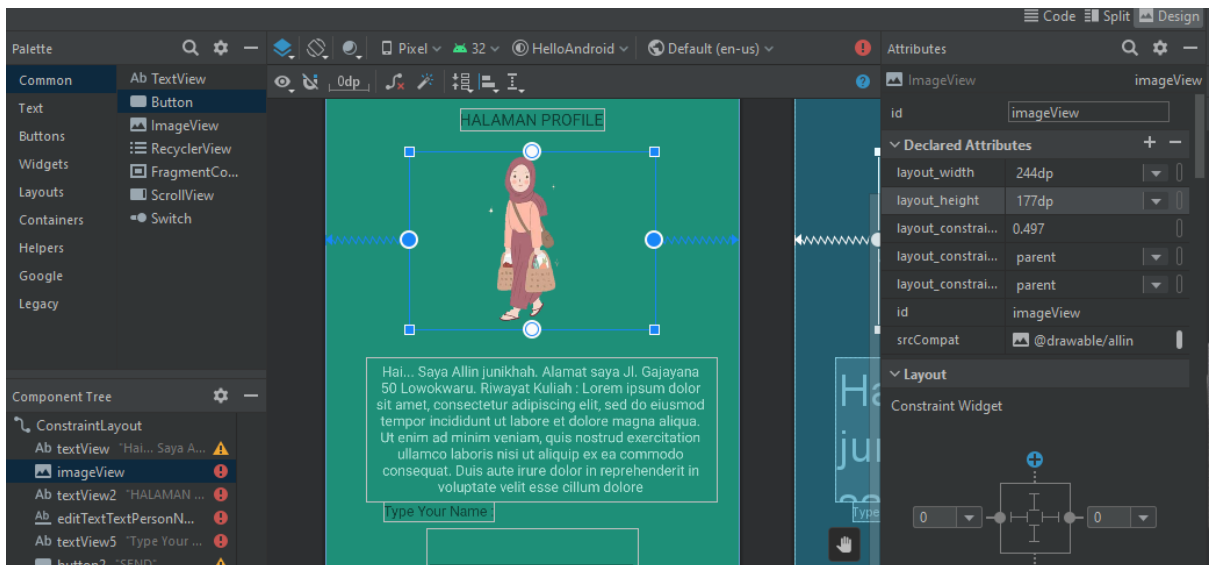 Code Split Design
Palette
Pixel 32 HelloAndroid Default (en-us)
Attributes
Common
Text
Buttons
Widgets
Layouts
Containers
Helpers
Google
Legacy
Ab TextView
Button
ImageView
RecyclerView
FragmentCo...
ScrollView
Switch
0dp
ImageView imageView
id imageView
Declared Attributes
layout_width 244dp
layout_height 177dp
layout_constrai... 0.497
layout_constrai... parent
layout_constrai... parent
id imageView
srcCompat @drawable/allin
Layout
Constraint Widget
0 0
HALAMAN PROFILE
Hai... Saya Allin junikhah. Alamat saya Jl. Gajayana
50 Lowokwaru. Riwayat Kuliah : Lorem ipsum dolor
sit amet, consectetur adipiscing elit, sed do eiusmod
tempor incididunt ut labore et dolore magna aliqua.
Ut enim ad minim veniam, quis nostrud exercitation
ullamco laboris nisi ut aliquip ex ea commodo
consequat. Duis aute irure dolor in reprehenderit in
voluptate velit esse cillum dolore
Type Your Name :
Ha
jun
Type
Component Tree
ConstraintLayout
Ab textView "Hai... Saya A...
imageView
Ab textView2 "HALAMAN ...
Ab editTextTextPersonN...
Ab textView5 "Type Your ...
button2 "SEND"